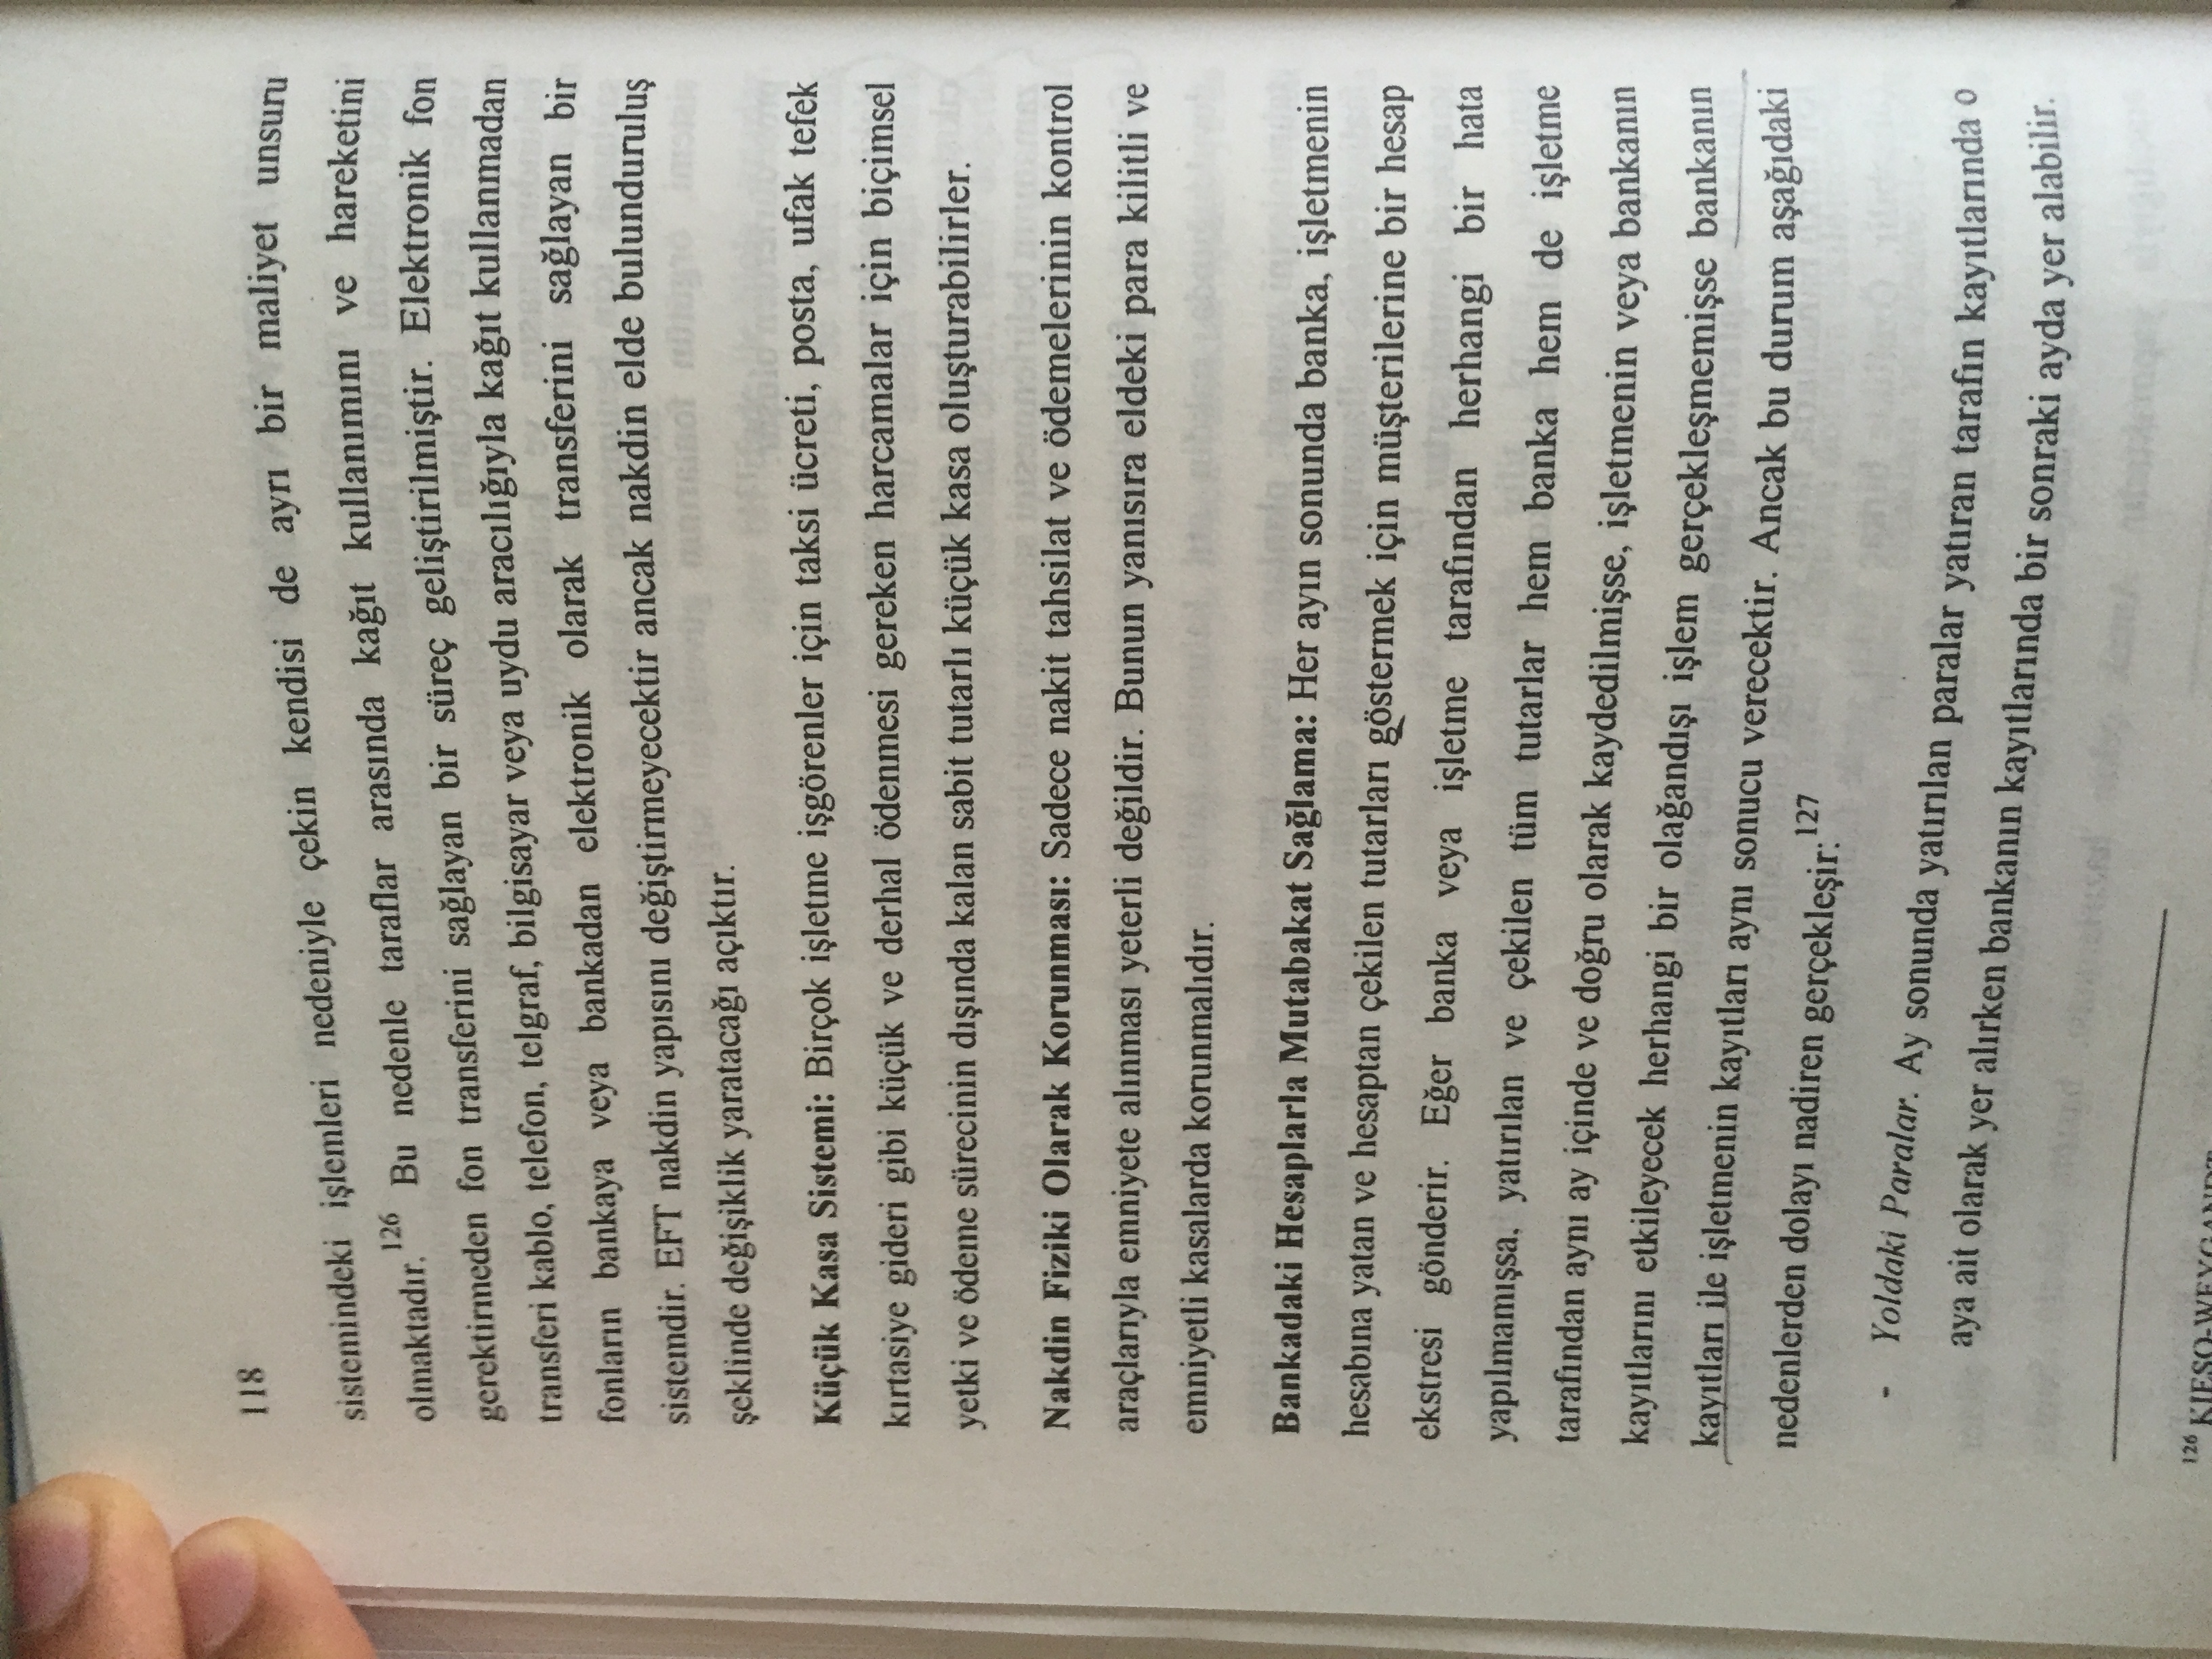 118
sistemindeki işlemleri nedeniyle çekin kendisi de ayrı bir maliyet unsuru
olmaktadır.126 Bu nedenle taraflar arasında kağıt kullanımını ve hareketini
gerektirmeden fon transferini sağlayan bir süreç geliştirilmiştir. Elektronik fon
transferi kablo, telefon, telgraf, bilgisayar veya uydu aracılığıyla kağıt kullanmadan
fonların bankaya veya bankadan elektronik olarak transferini sağlayan bir
sistemdir. EFT nakdin yapısını değiştirmeyecektir ancak nakdin elde bulunduruluş
şeklinde değişiklik yaratacağı açıktır.
Küçük Kasa Sistemi: Birçok işletme işgörenler için taksi ücreti, posta, ufak tefek
kırtasiye gideri gibi küçük ve derhal ödenmesi gereken harcamalar için biçimsel
yetki ve ödeme sürecinin dışında kalan sabit tutarlı küçük kasa oluşturabilirler.
Nakdin Fiziki Olarak Korunması: Sadece nakit tahsilat ve ödemelerinin kontrol
araçlarıyla emniyete alınması yeterli değildir. Bunun yanısıra eldeki para kilitli ve
emniyetli kasalarda korunmalıdır.
Bankadaki Hesaplarla Mutabakat Sağlama: Her ayın sonunda banka, işletmenin
hesabına yatan ve hesaptan çekilen tutarları göstermek için müşterilerine bir hesap
ekstresi gönderir. Eğer banka veya işletme tarafından herhangi bir hata
yapılmamışsa, yatırılan ve çekilen tüm tutarlar hem banka hem de işletme
tarafından aynı ay içinde ve doğru olarak kaydedilmişse, işletmenin veya bankanın
kayıtlarını etkileyecek herhangi bir olağandışı işlem gerçekleşmemişse bankanın
kayıtları ile işletmenin kayıtları aynı sonucu verecektir. Ancak bu durum aşağıdaki
nedenlerden dolayı nadiren gerçekleşir:127
- Yoldaki Paralar. Ay sonunda yatırılan paralar yatıran tarafın kayıtlarında o
aya ait olarak yer alırken bankanın kayıtlarında bir sonraki ayda yer alabilir.
126 KIESO-WEYGANDT